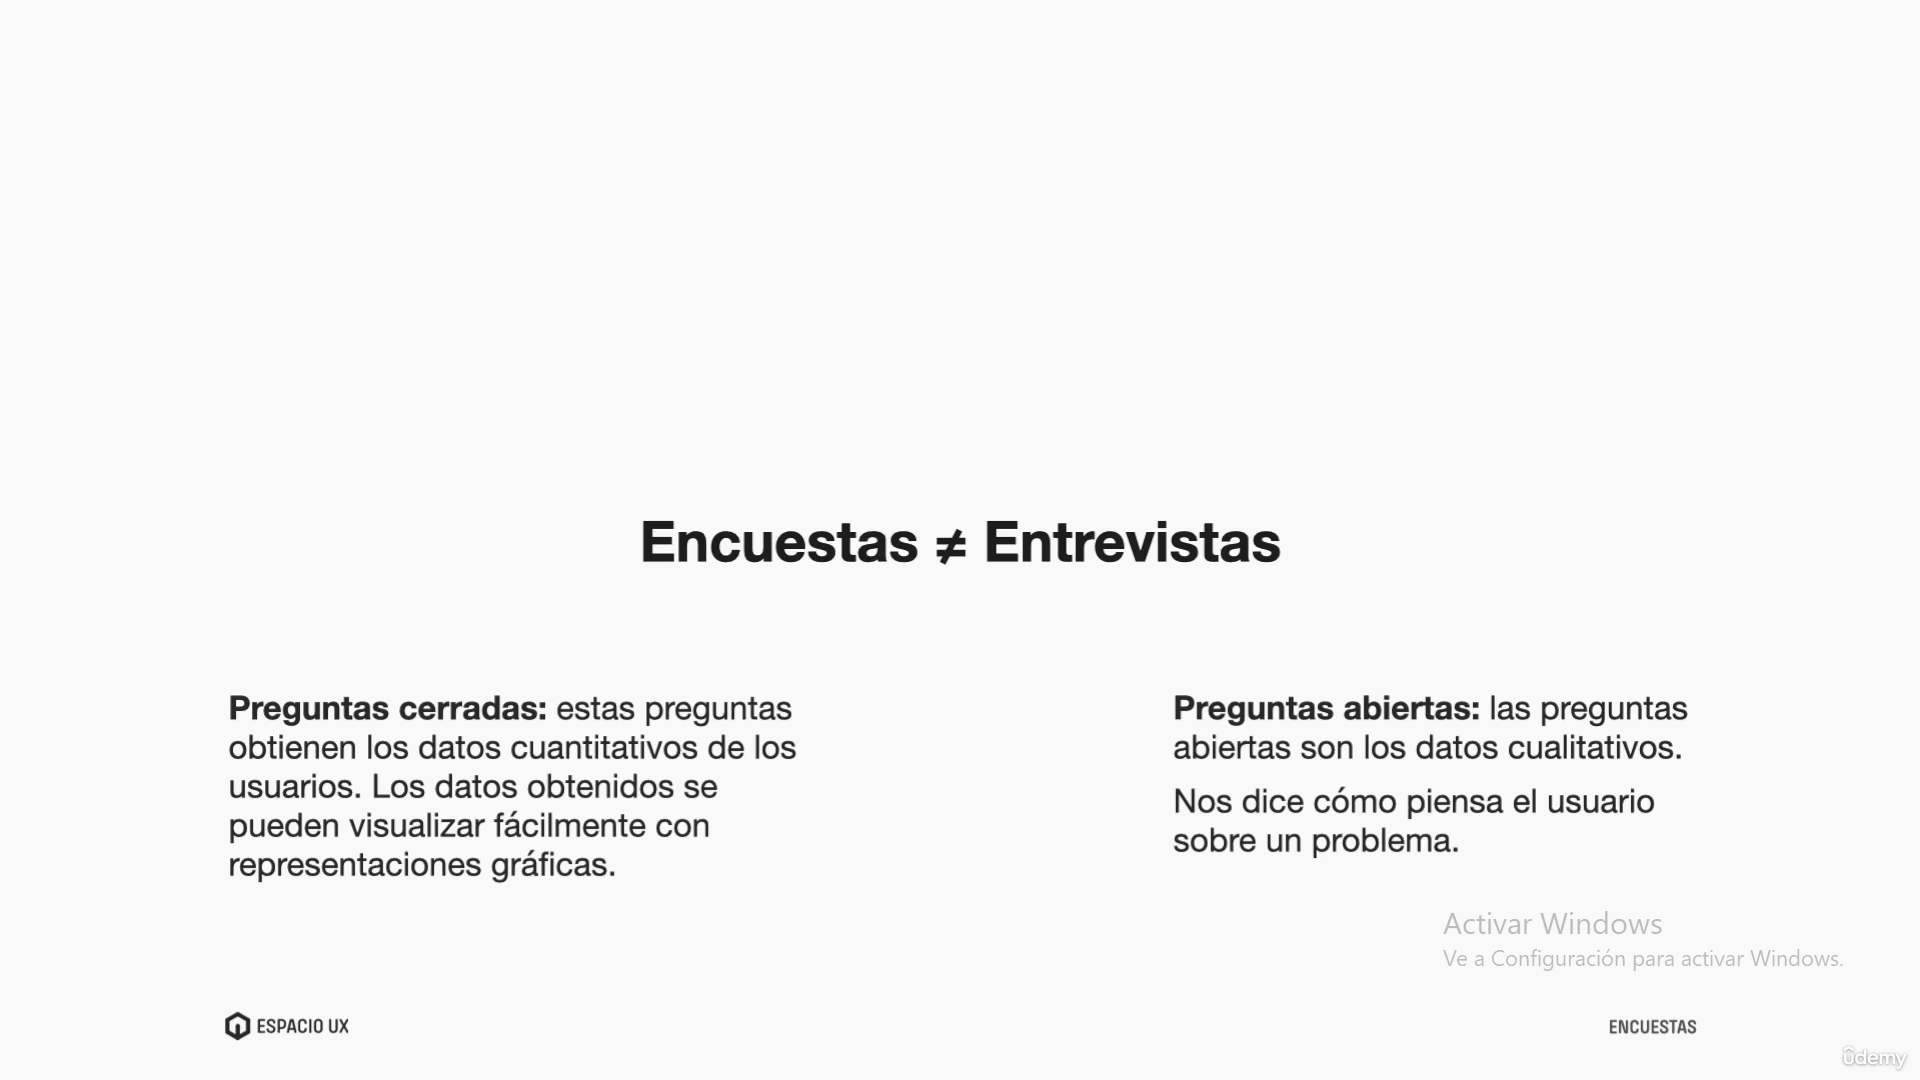 Encuestas ≠ Entrevistas
Preguntas cerradas: estas preguntas
obtienen los datos cuantitativos de los
usuarios. Los datos obtenidos se
pueden visualizar fácilmente con
representaciones gráficas.
Preguntas abiertas: las preguntas
abiertas son los datos cualitativos.
Nos dice cómo piensa el usuario
sobre un problema.
Activar Windows
Ve a Configuración para activar Windows.
ESPACIO UX
ENCUESTAS
ûdemy